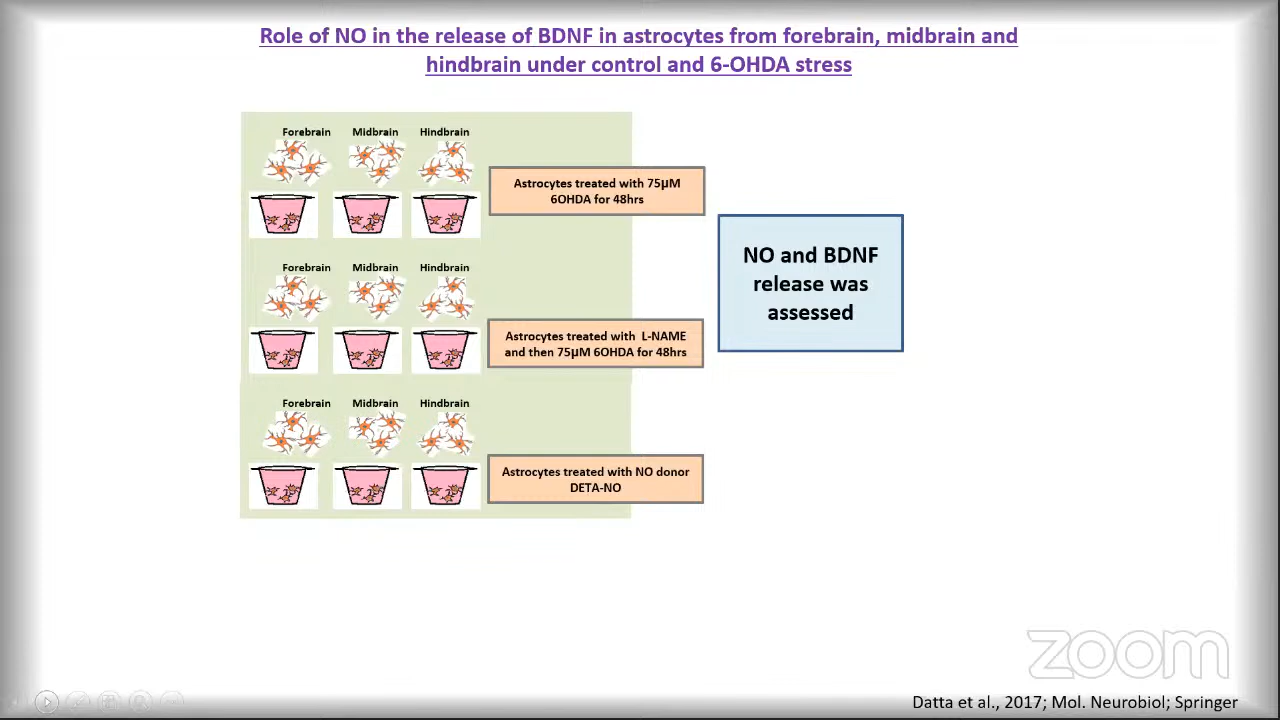 Role of NO in the release of BDNF in astrocytes from forebrain, midbrain and
hindbrain under control and 6-OHDA stress
Forebrain Midbrain Hindbrain
Astrocytes treated with 75µM
6OHDA for 48hrs
NO and BDNF
release was
assessed
Forebrain Midbrain Hindbrain
Astrocytes treated with L-NAME
and then 75µM 6OHDA for 48hrs
Forebrain Midbrain Hindbrain
Astrocytes treated with NO donor
DETA-NO
zoom
Datta et al., 2017; Mol. Neurobiol; Springer